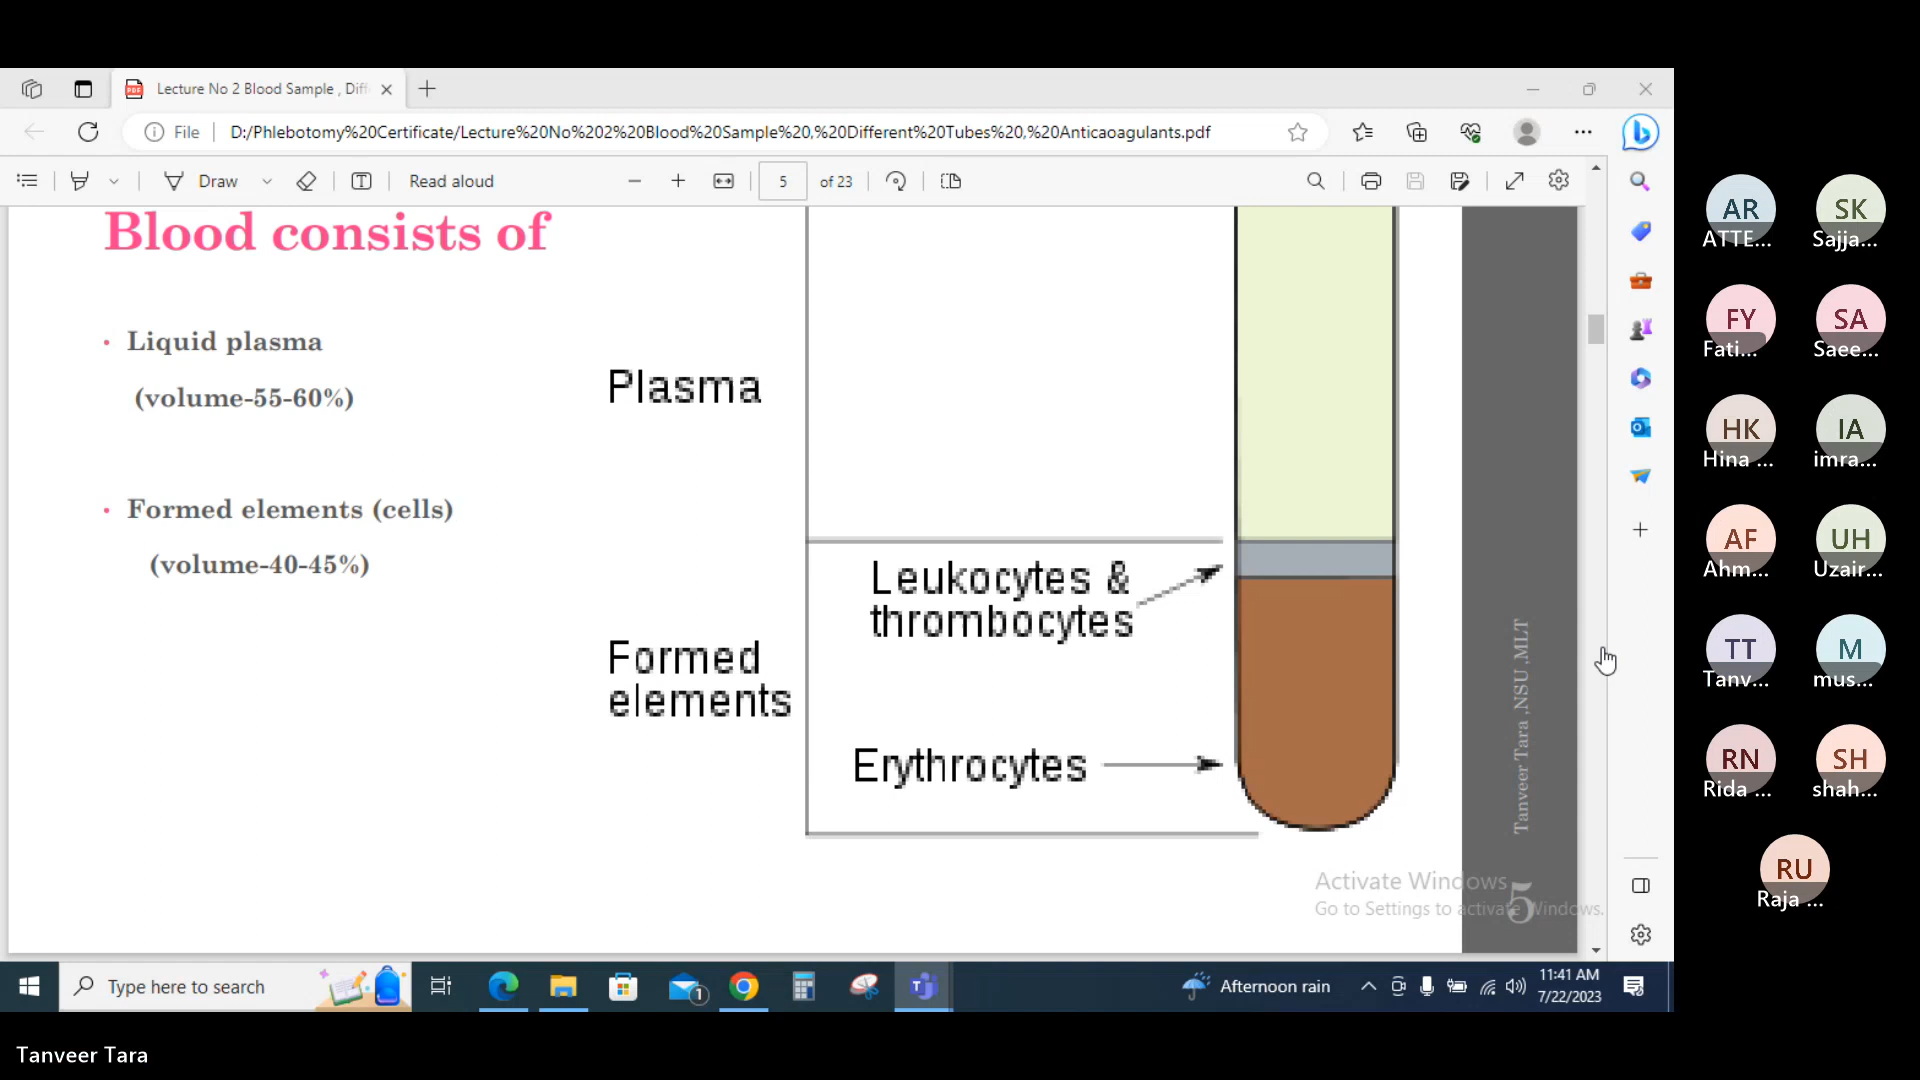 Lecture No 2 Blood Sample , Diff
File
D:/Phlebotomy%20Certificate/Lecture%20No%202%20Blood%20Sample%20,%20Different%20Tubes%20,%20Anticaoagulants.pdf
Draw
Read aloud
5
of 23
Blood consists of
• Liquid plasma
(volume-55-60%)
• Formed elements (cells)
(volume-40-45%)
Plasma
Leukocytes &
thrombocytes
Formed
elements
Erythrocytes
Tanveer Tara ,NSU ,MLT
5
Activate Windows
Go to Settings to activate Windows.
AR
ATTE...
SK
Sajja...
FY
Fati...
SA
Saee...
HK
Hina ...
IA
imra...
AF
Ahm...
UH
Uzair...
TT
Tanv...
M
mus...
RN
Rida ...
SH
shah...
RU
Raja ...
Type here to search
1
Afternoon rain
11:41 AM
7/22/2023
Tanveer Tara